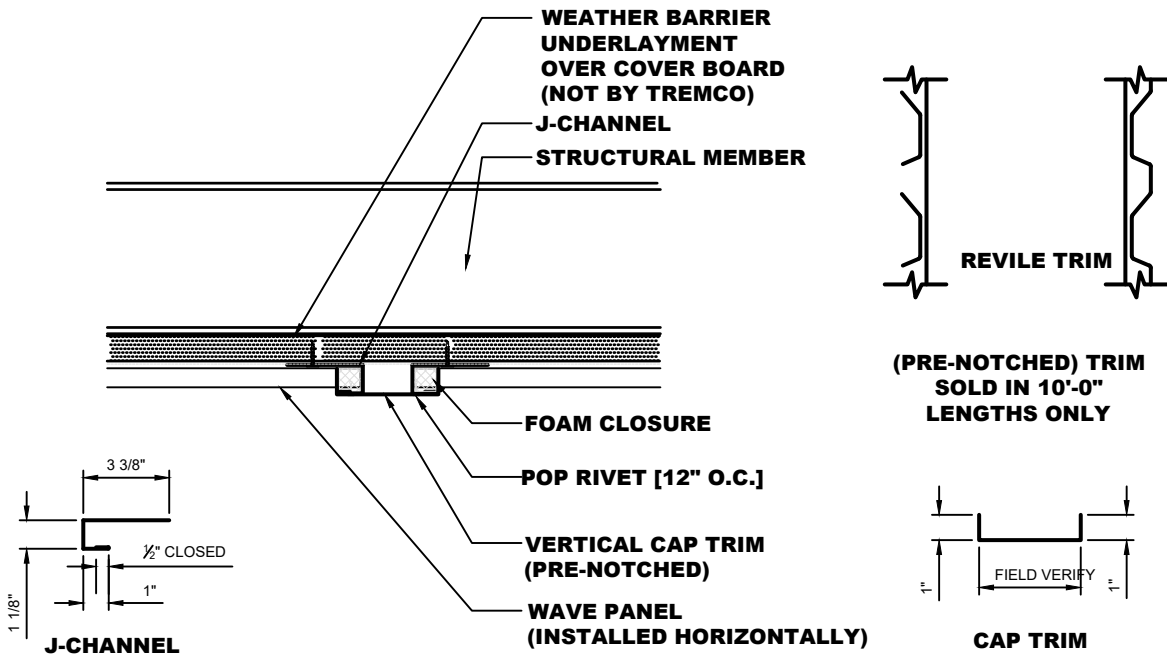 WEATHER BARRIER
UNDERLAYMENT
OVER COVER BOARD
(NOT BY TREMCO)
J-CHANNEL
STRUCTURAL MEMBER
REVILE TRIM
(PRE-NOTCHED) TRIM
SOLD IN 10'-0"
LENGTHS ONLY
FOAM CLOSURE
POP RIVET [12" O.C.]
VERTICAL CAP TRIM
(PRE-NOTCHED)
WAVE PANEL
(INSTALLED HORIZONTALLY)
3 3/8"
½" CLOSED
1"
1 1/8"
J-CHANNEL
1"
FIELD VERIFY
1"
CAP TRIM